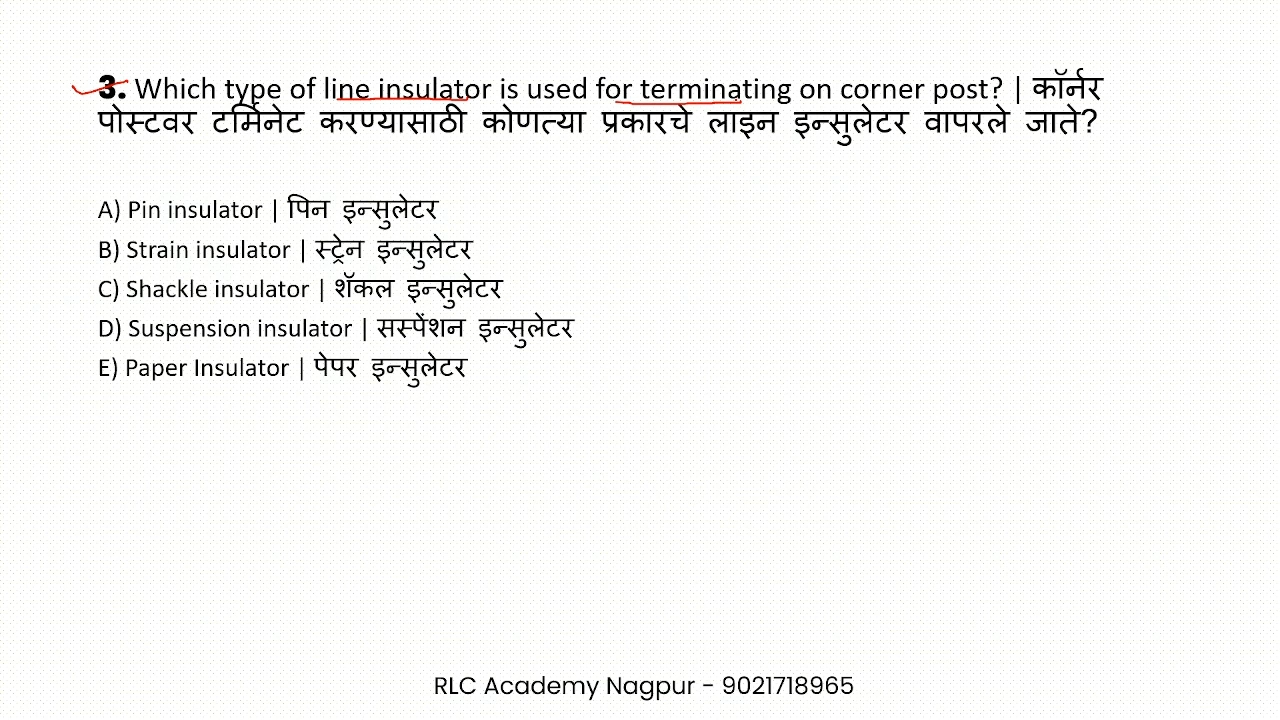 3. Which type of line insulator is used for terminating on corner post? | कॉर्नर
पोस्टवर टर्मिनेट करण्यासाठी कोणत्या प्रकारचे लाइन इन्सुलेटर वापरले जाते?
A) Pin insulator | पिन इन्सुलेटर
B) Strain insulator | स्ट्रेन इन्सुलेटर
C) Shackle insulator | शॅकल इन्सुलेटर
D) Suspension insulator | सस्पेंशन इन्सुलेटर
E) Paper Insulator | पेपर इन्सुलेटर
RLC Academy Nagpur - 9021718965